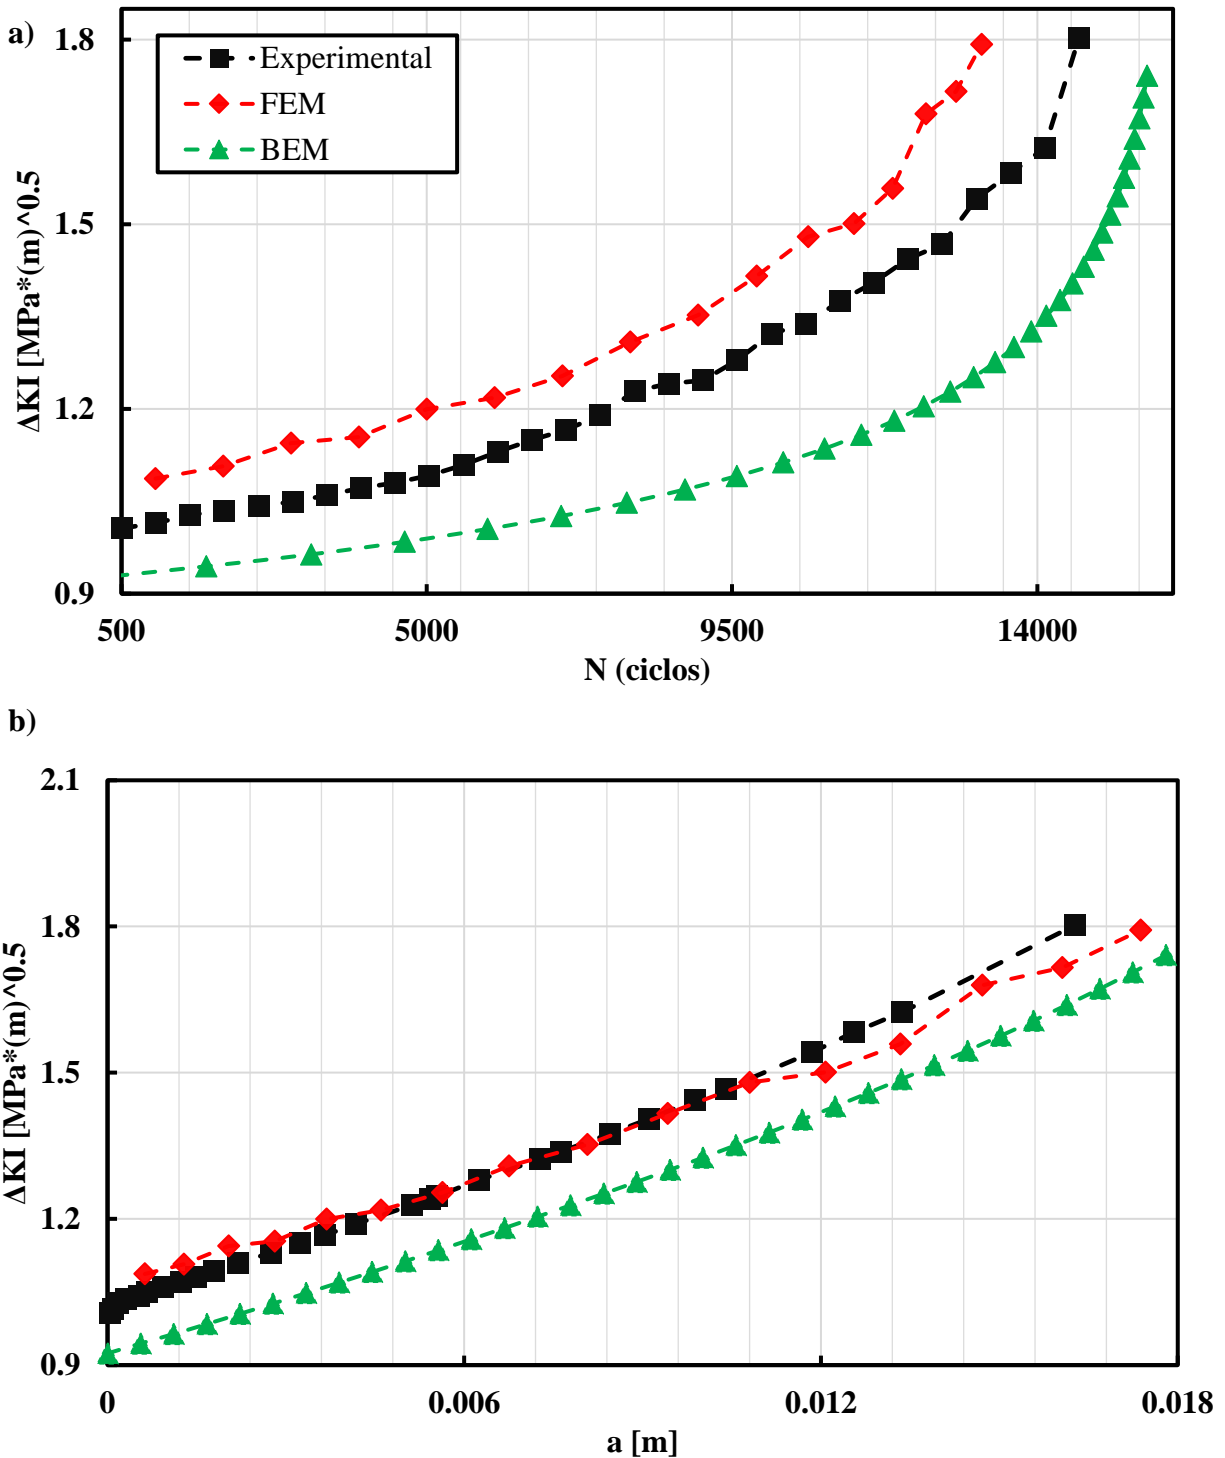 a)
1.8
1.5
1.2
0.9
ΔKI [MPa*(m)^0.5
Experimental
FEM
BEM
500
5000
9500
14000
N (ciclos)
b)
2.1
1.8
1.5
1.2
0.9
ΔKI [MPa*(m)^0.5
0
0.006
0.012
0.018
a [m]